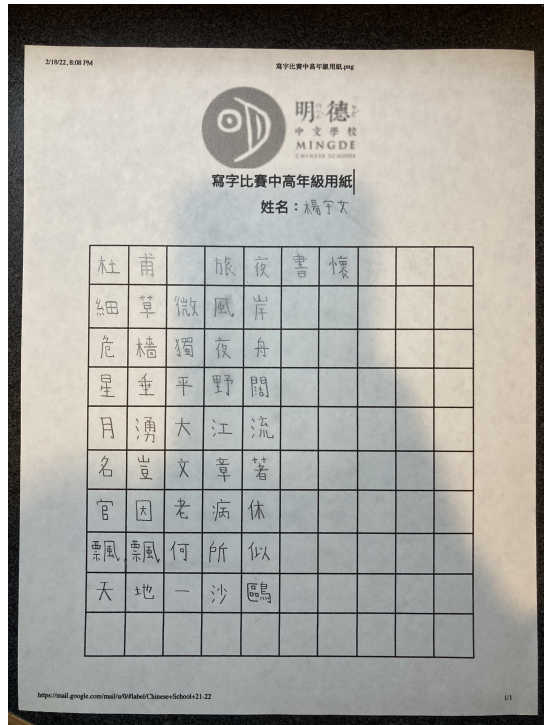 2/18/22, 8:08 PM
寫字比賽中高年級用紙.png
明德
中文學校
MINGDE
CHINESE SCHOOL
寫字比賽中高年級用紙
姓名：楊宇文
杜甫 旅夜書懷
細草微風岸
危檣獨夜舟
星垂平野闊
月湧大江流
名豈文章著
官因老病休
飄飄何所似
天地一沙鷗
https://mail.google.com/mail/u/0/#label/Chinese+School+21-22
1/1